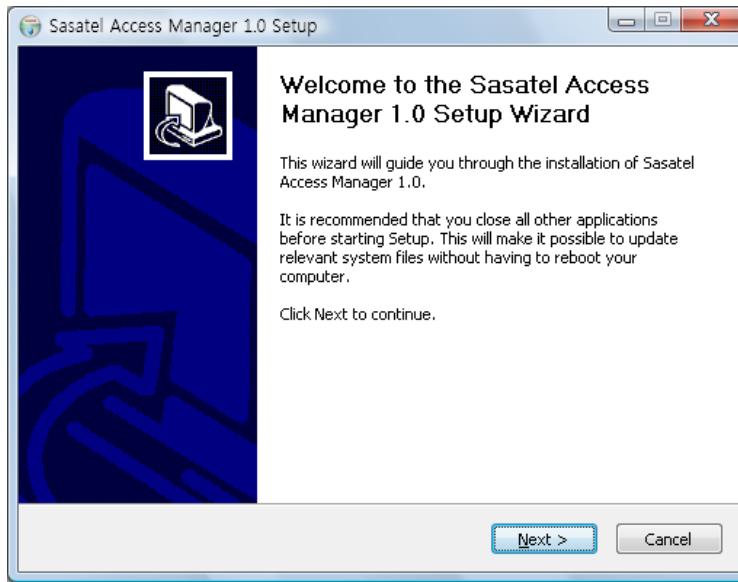 Sasatel Access Manager 1.0 Setup
Welcome to the Sasatel Access
Manager 1.0 Setup Wizard
This wizard will guide you through the installation of Sasatel
Access Manager 1.0.
It is recommended that you close all other applications
before starting Setup. This will make it possible to update
relevant system files without having to reboot your
computer.
Click Next to continue.
Next >
Cancel